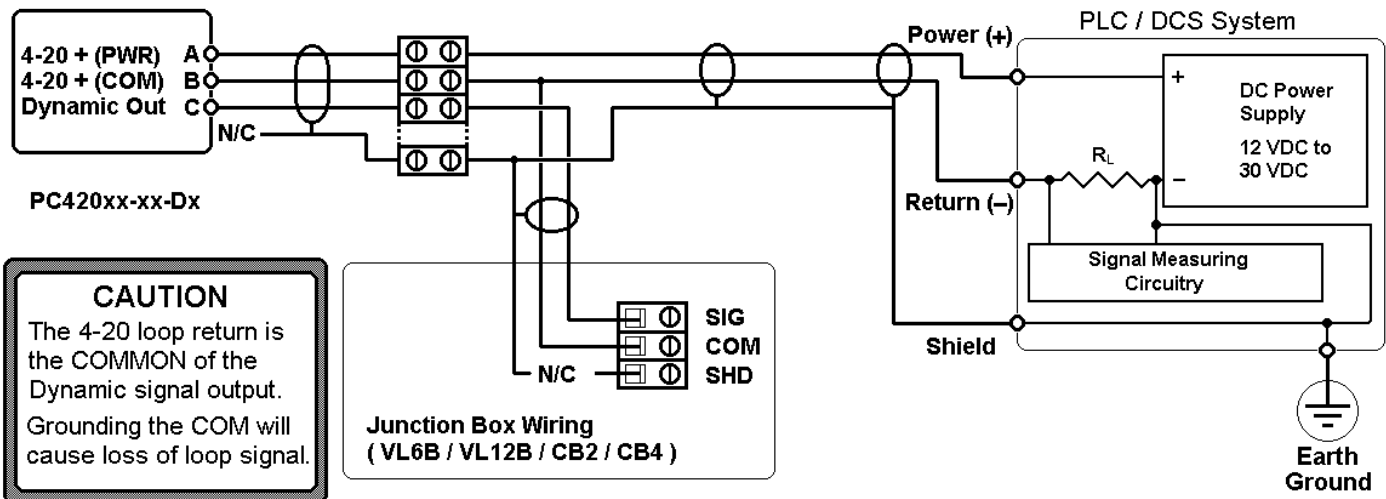 4-20 + (PWR) A
4-20 + (COM) B
Dynamic Out C
N/C
PC420xx-xx-Dx
CAUTION
The 4-20 loop return is
the COMMON of the
Dynamic signal output.
Grounding the COM will
cause loss of loop signal.
SIG
COM
N/C SHD
Junction Box Wiring
( VL6B / VL12B / CB2 / CB4 )
PLC / DCS System
Power (+)
+
DC Power
Supply
12 VDC to
30 VDC
RL
–
Return (–)
Signal Measuring
Circuitry
Shield
Earth
Ground